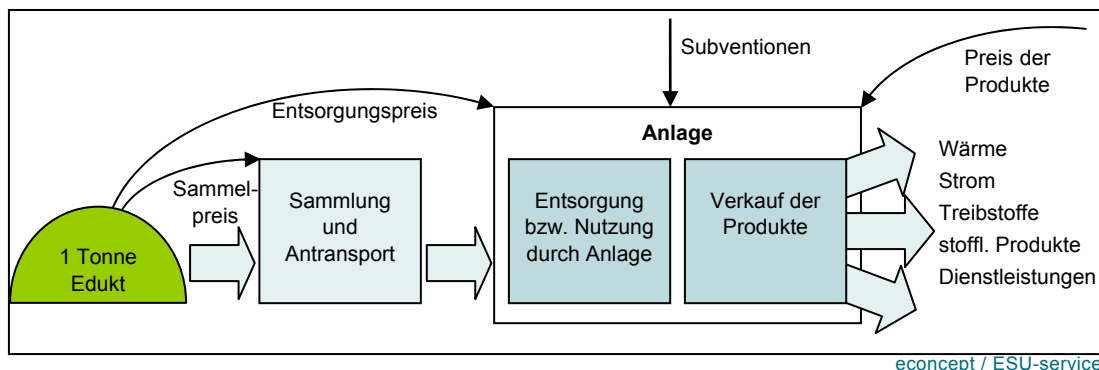 Subventionen
Preis der
Produkte
Entsorgungspreis
Anlage
Sammel-
preis
1 Tonne
Edukt
Sammlung
und
Antransport
Entsorgung
bzw. Nutzung
durch Anlage
Verkauf der
Produkte
Wärme
Strom
Treibstoffe
stoffl. Produkte
Dienstleistungen
econcept / ESU-service